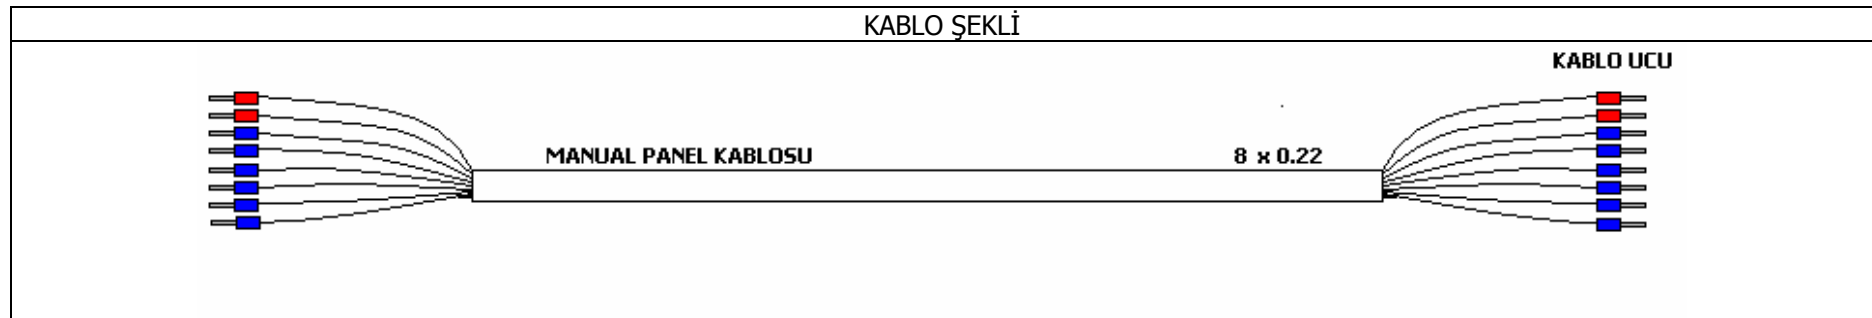 KABLO ŞEKLİ
KABLO UCU
MANUAL PANEL KABLOSU 8 x 0.22